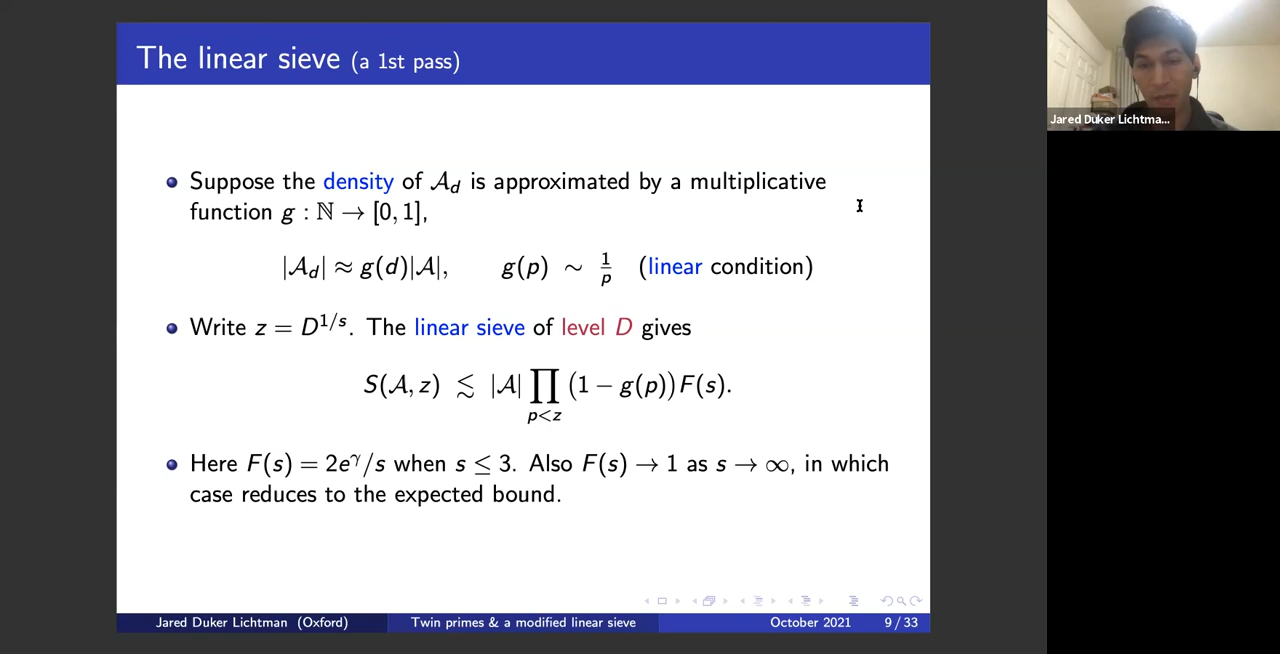 The linear sieve (a 1st pass)
Jared Duker Lichtma...
Suppose the density of 𝒜_d is approximated by a multiplicative
function g : ℕ → [0, 1],
|𝒜_d| ≈ g(d)|𝒜|, g(p) ∼ 1/p (linear condition)
Write z = D^{1/s}. The linear sieve of level D gives
S(𝒜, z) ≲ |𝒜| ∏_{p<z} (1 − g(p)) F(s).
Here F(s) = 2e^γ/s when s ≤ 3. Also F(s) → 1 as s → ∞, in which
case reduces to the expected bound.
Jared Duker Lichtman (Oxford) Twin primes & a modified linear sieve October 2021 9 / 33